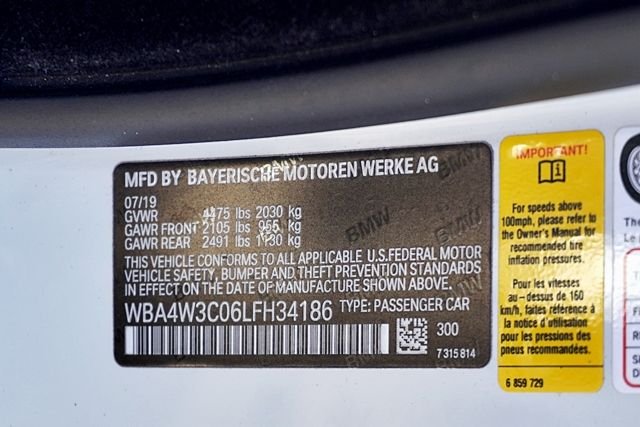 MFD BY BAYERISCHE MOTOREN WERKE AG
07/19
GVWR 4475 lbs 2030 kg
GAWR FRONT 2105 lbs 955 kg
GAWR REAR 2491 lbs 1130 kg
THIS VEHICLE CONFORMS TO ALL APPLICABLE U.S.FEDERAL MOTOR
VEHICLE SAFETY, BUMPER AND THEFT PREVENTION STANDARDS
IN EFFECT ON THE DATE OF MANUFACTURE SHOWN ABOVE.
WBA4W3C06LFH34186 TYPE: PASSENGER CAR
300
7315814
BMW
IMPORTANT!
For speeds above
100mph, please refer to
the Owner's Manual for
recommended tire
inflation pressures.
Pour les vitesses
au-dessus de 160
km/h, faites référence à
la notice d'utilisation
pour les pressions des
pneus recommandées.
6 859 729